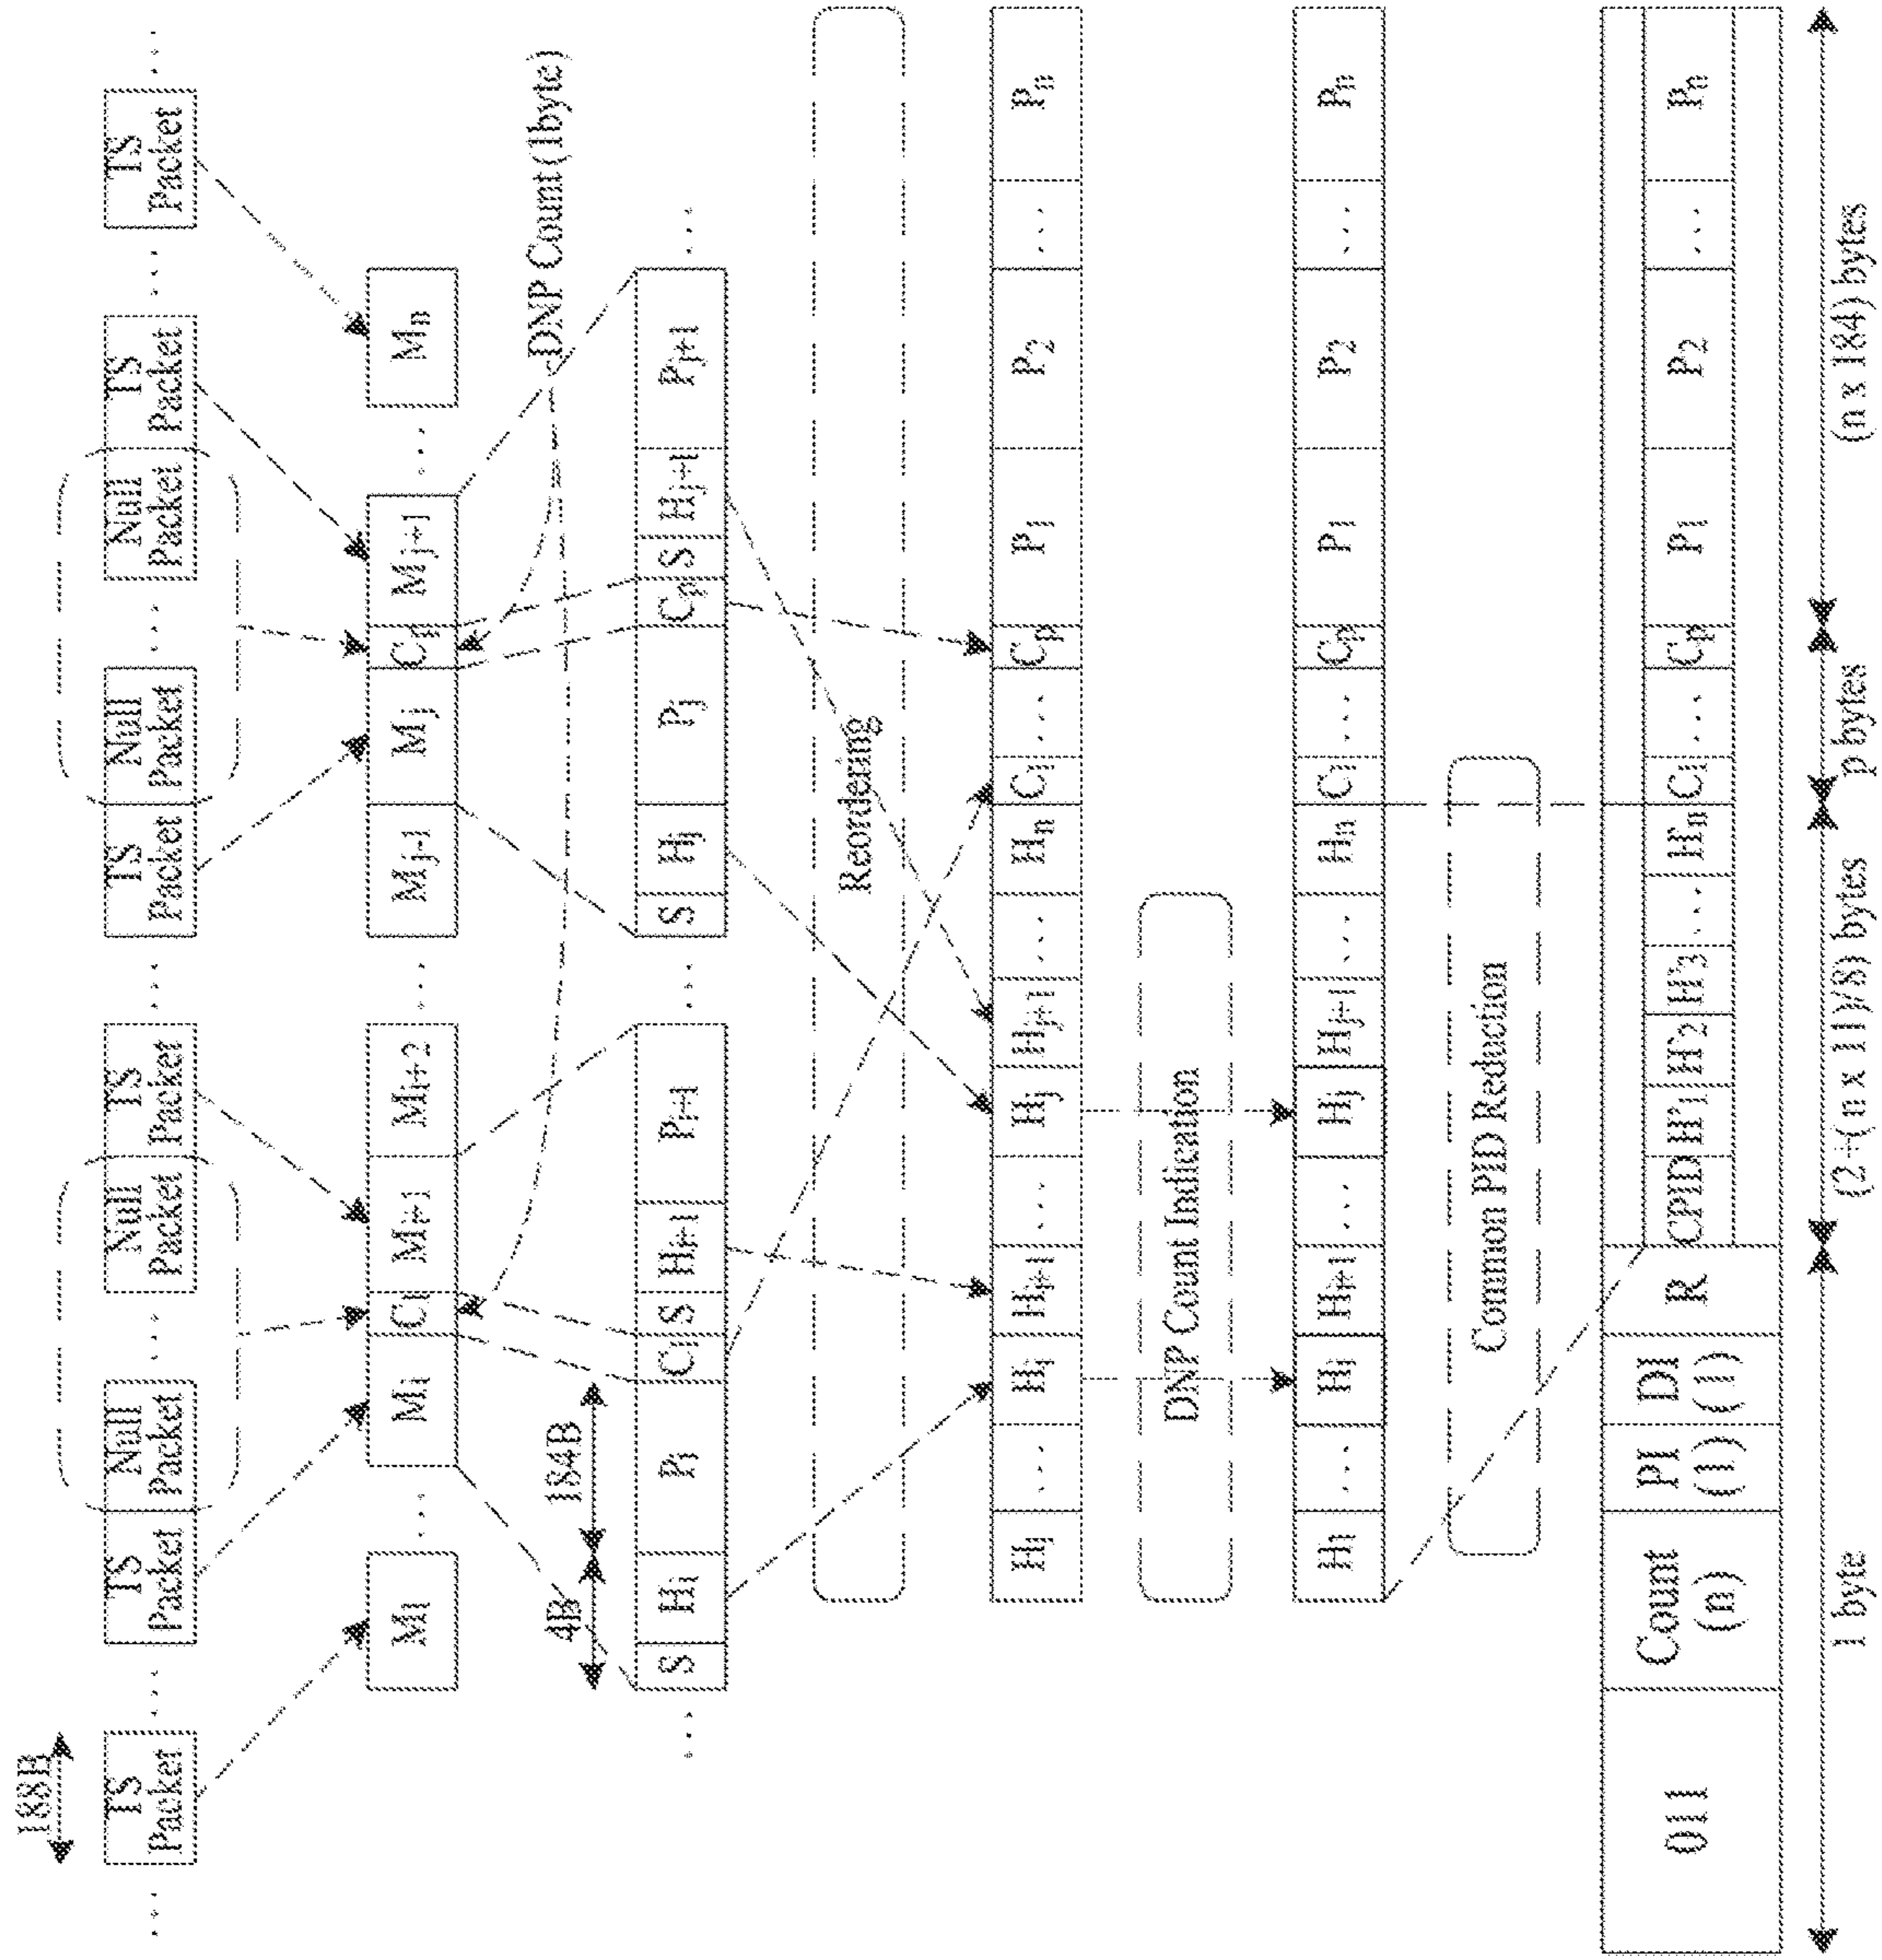 188B
··· TS Packet ··· TS Packet Null Packet ··· Null Packet TS Packet ··· TS Packet Null Packet ··· Null Packet TS Packet ··· TS Packet ···
M1 ··· Mi C1 Mi+1 Mi+2 ··· Mj-1 Mj C1 Mj+1 ··· Mn
DNP Count (1byte)
4B 184B
··· S Hi Pi C1 S Hi+1 Pi+1 ··· S Hj Pj Cp S Hj+1 Pj+1 ···
Reordering
H1 ··· Hi Hi+1 ··· Hj Hj+1 ··· Hn C1 ··· Cp P1 P2 ··· Pn
DNP Count Indication
H1 ··· Hi Hi+1 ··· Hj Hj+1 ··· Hn C1 ··· Cp P1 P2 ··· Pn
Common PID Reduction
011 Count (n) PI (1) DI (1) R CPID H'1 H'2 H'3 ··· H'n C1 ··· Cp P1 P2 ··· Pn
1 byte (2+(n x 11)/8) bytes p bytes (n x 184) bytes